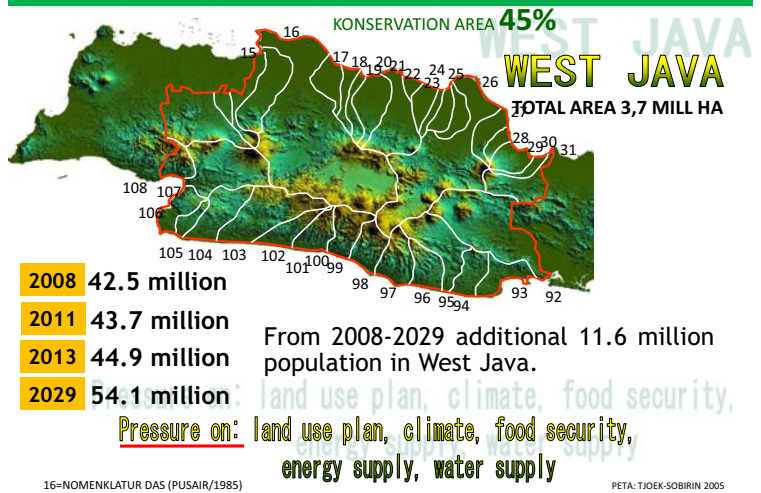 KONSERVATION AREA 45%
WEST JAVA
TOTAL AREA 3,7 MILL HA
15
16
17
18
19
20
21
22
23
24
25
26
27
28
29
30
31
108
107
106
105
104
103
102
101
100
99
98
97
96
95
94
93
92
2008 42.5 million
2011 43.7 million
2013 44.9 million
2029 54.1 million
From 2008-2029 additional 11.6 million
population in West Java.
Pressure on: land use plan, climate, food security,
energy supply, water supply
16=NOMENKLATUR DAS (PUSAIR/1985)
PETA: TJOEK-SOBIRIN 2005